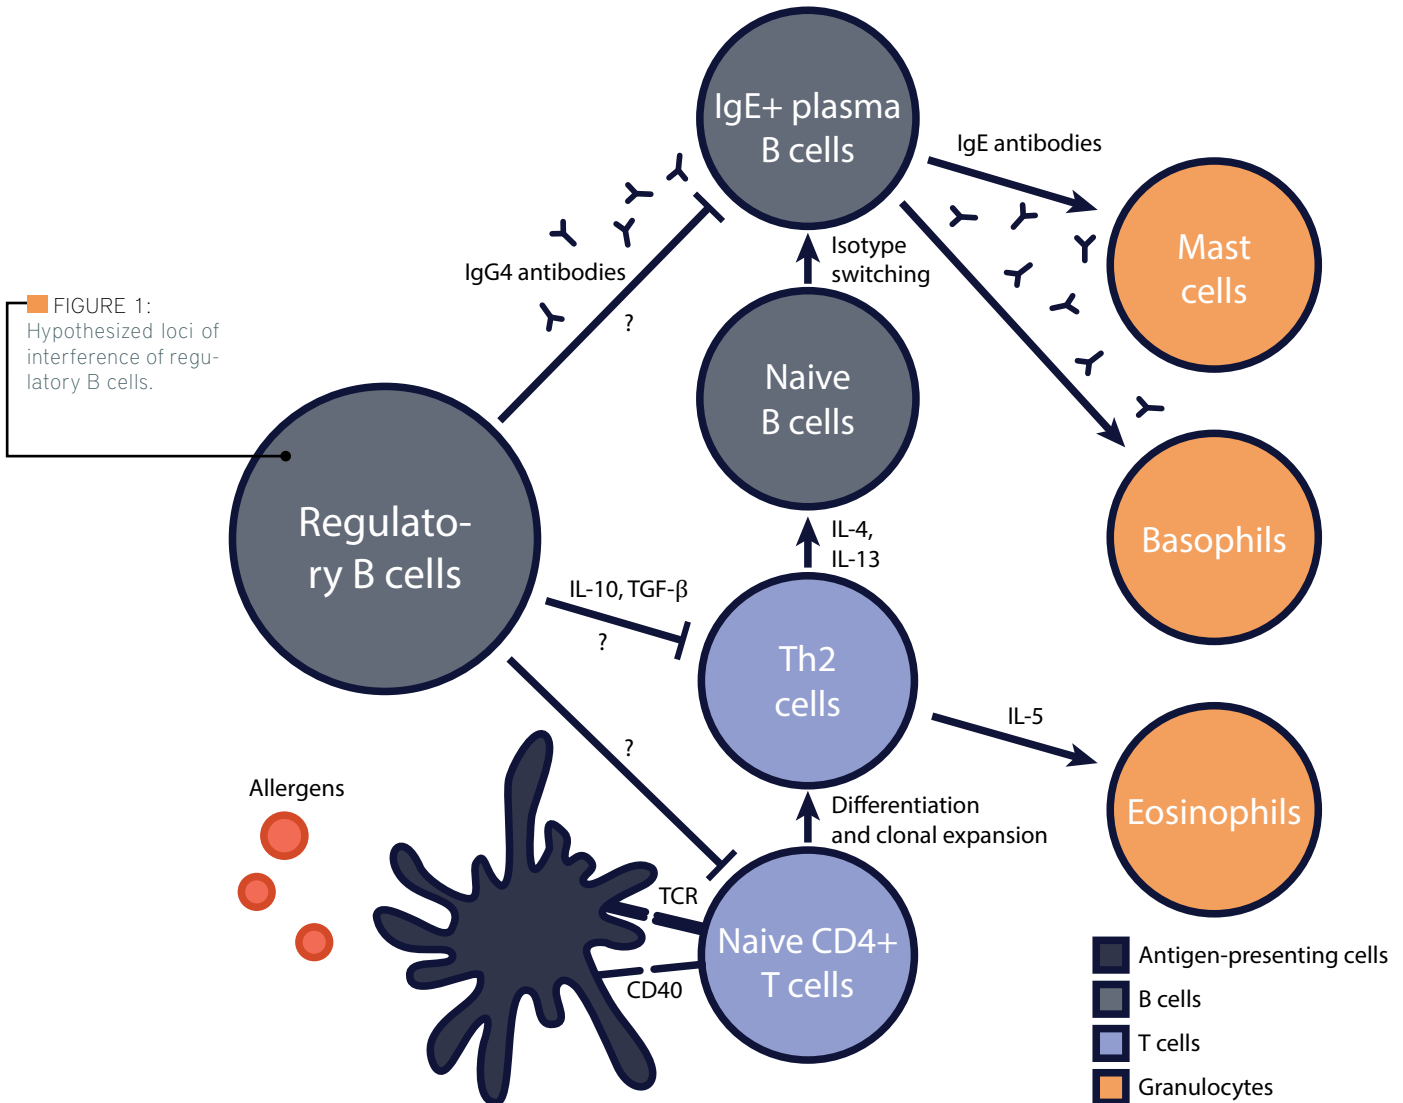 IgE+ plasma
B cells
IgE antibodies
Mast
cells
Isotype
switching
IgG4 antibodies
?
FIGURE 1:
Hypothesized loci of
interference of regu-
latory B cells.
Naive
B cells
Regulato-
ry B cells
IL-4,
IL-13
Basophils
IL-10, TGF-β
?
Th2
cells
IL-5
?
Allergens
Differentiation
and clonal expansion
Eosinophils
TCR
Naive CD4+
T cells
CD40
Antigen-presenting cells
B cells
T cells
Granulocytes